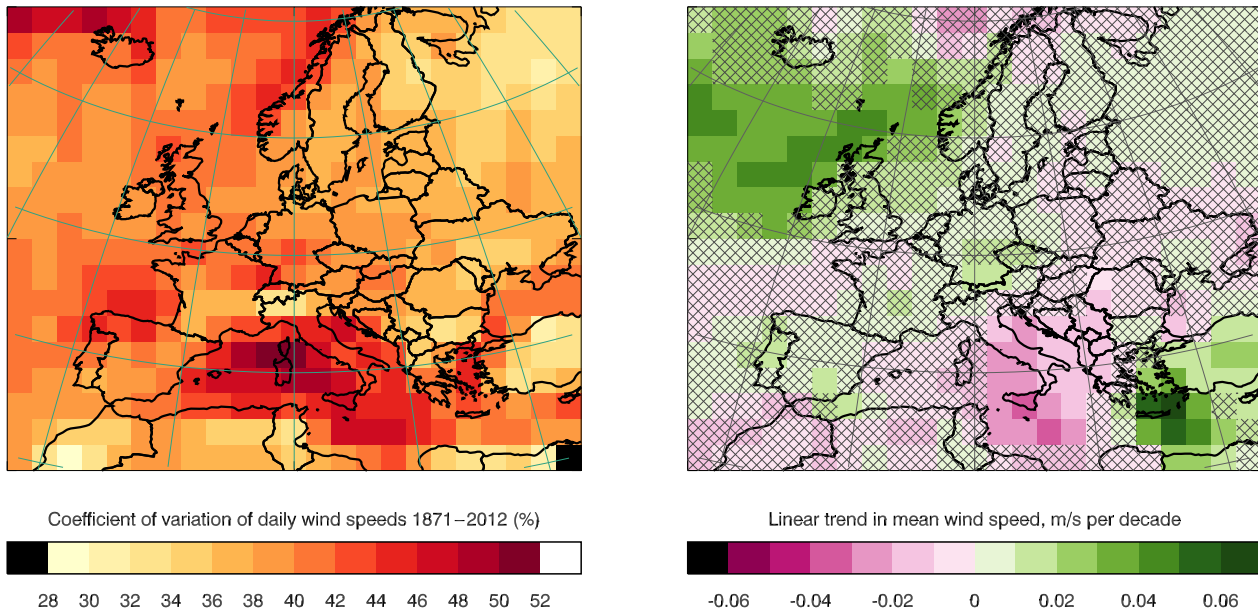 Coefficient of variation of daily wind speeds 1871−2012 (%)
28 30 32 34 36 38 40 42 44 46 48 50 52
Linear trend in mean wind speed, m/s per decade
-0.06 -0.04 -0.02 0 0.02 0.04 0.06